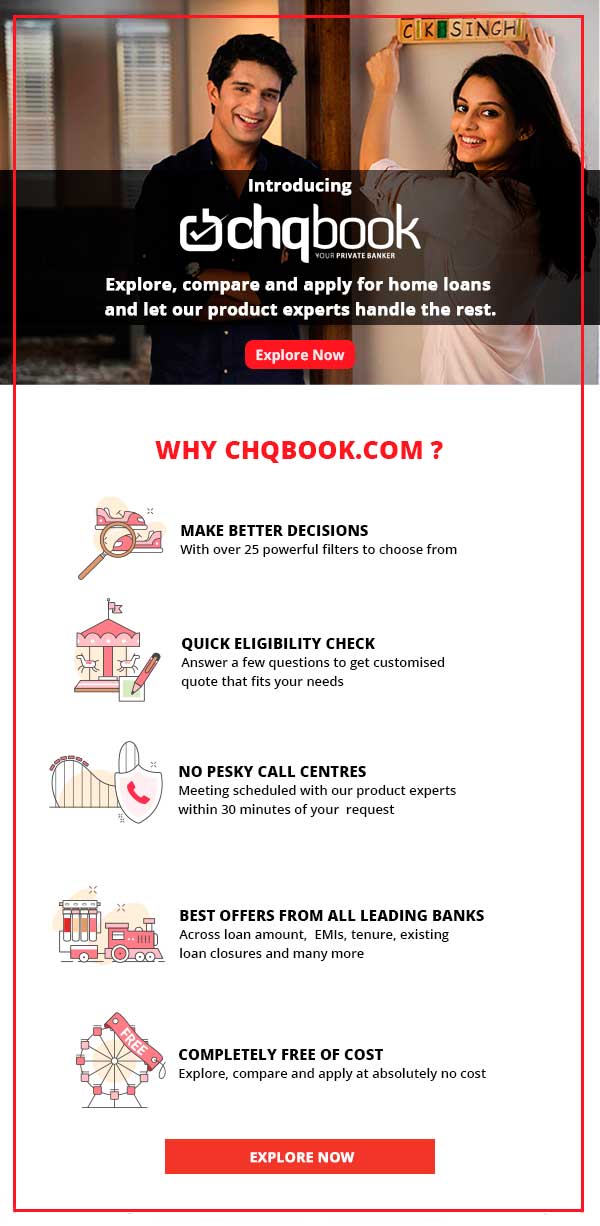 CIKISINGH
Introducing
chqbook
YOUR PRIVATE BANKER
Explore, compare and apply for home loans
and let our product experts handle the rest.
Explore Now
WHY CHQBOOK.COM ?
MAKE BETTER DECISIONS
With over 25 powerful filters to choose from
QUICK ELIGIBILITY CHECK
Answer a few questions to get customised
quote that fits your needs
NO PESKY CALL CENTRES
Meeting scheduled with our product experts
within 30 minutes of your request
BEST OFFERS FROM ALL LEADING BANKS
Across loan amount, EMIs, tenure, existing
loan closures and many more
FREE
COMPLETELY FREE OF COST
Explore, compare and apply at absolutely no cost
EXPLORE NOW